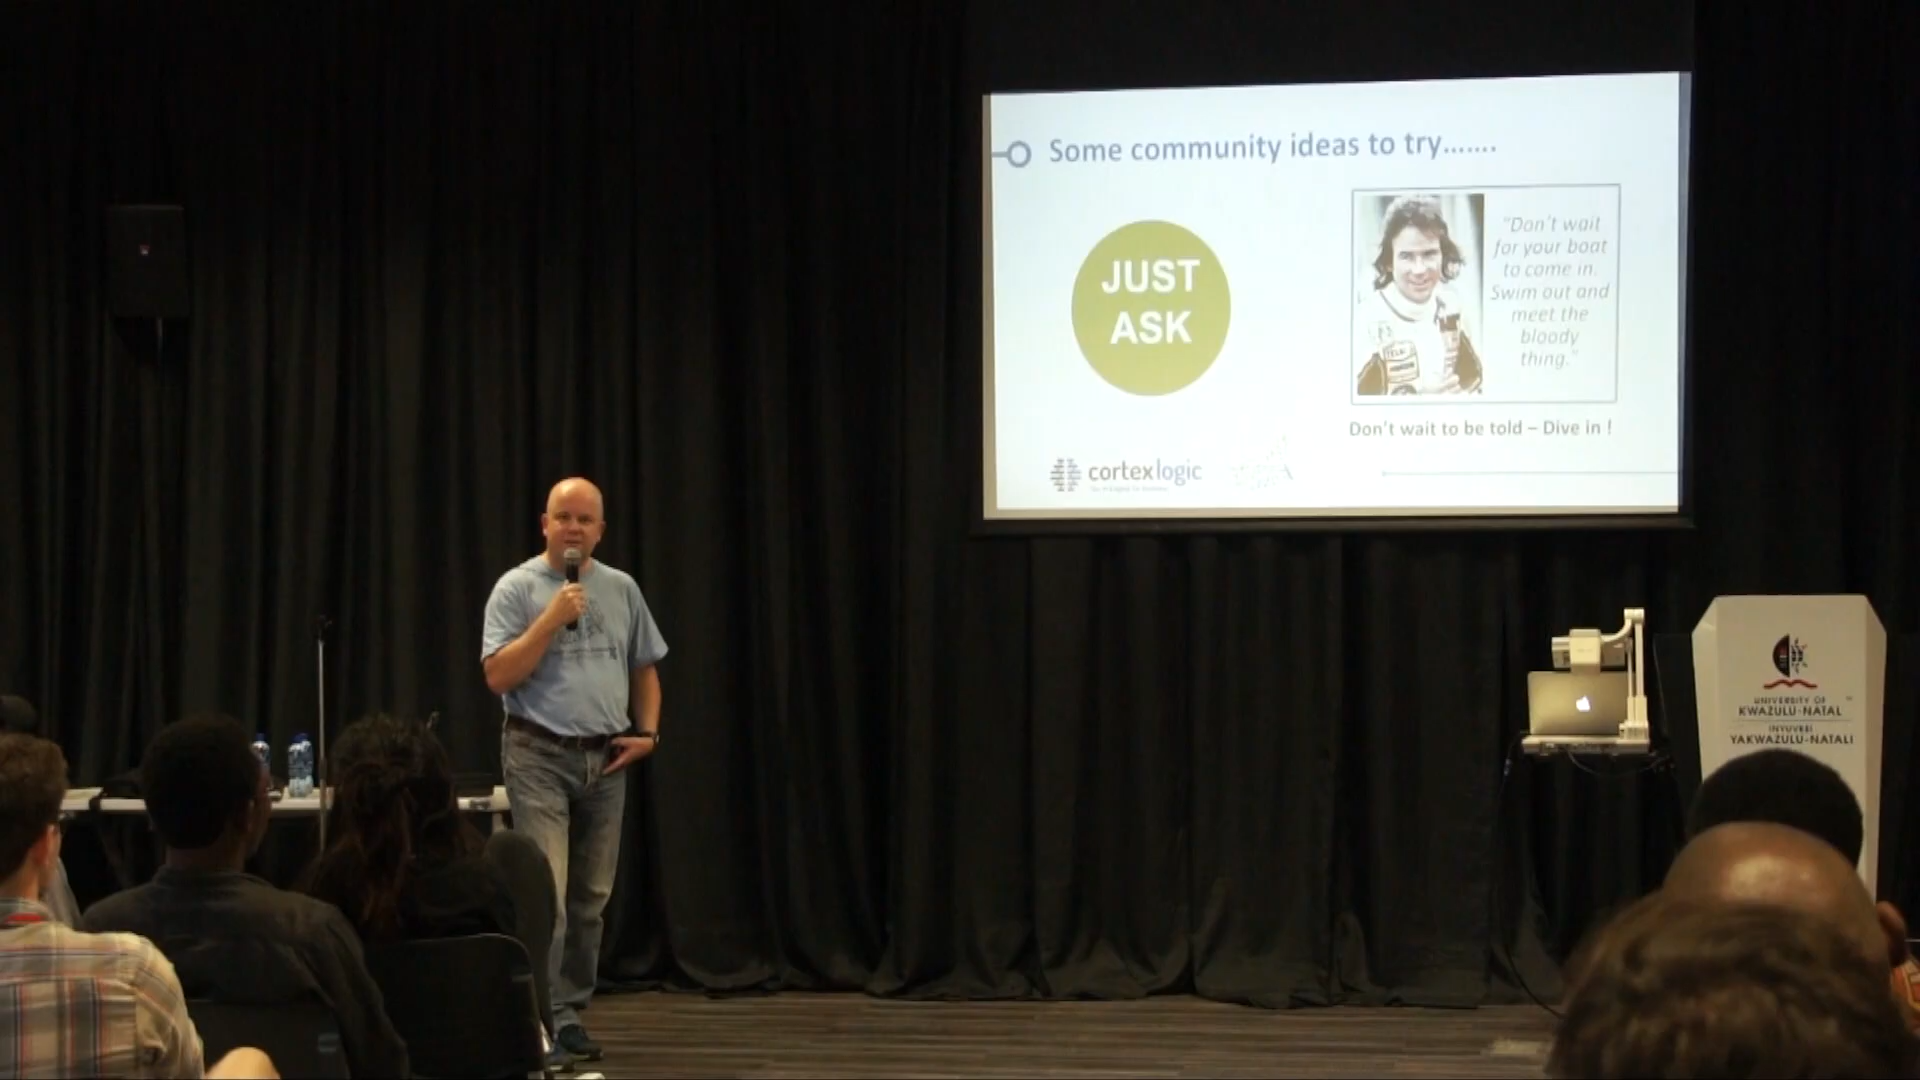 Some community ideas to try.......
JUST
ASK
"Don't wait
for your boat
to come in.
Swim out and
meet the
bloody
thing."
Don't wait to be told – Dive in !
cortexlogic
UNIVERSITY OF
KWAZULU-NATAL
INYUVESI
YAKWAZULU-NATALI